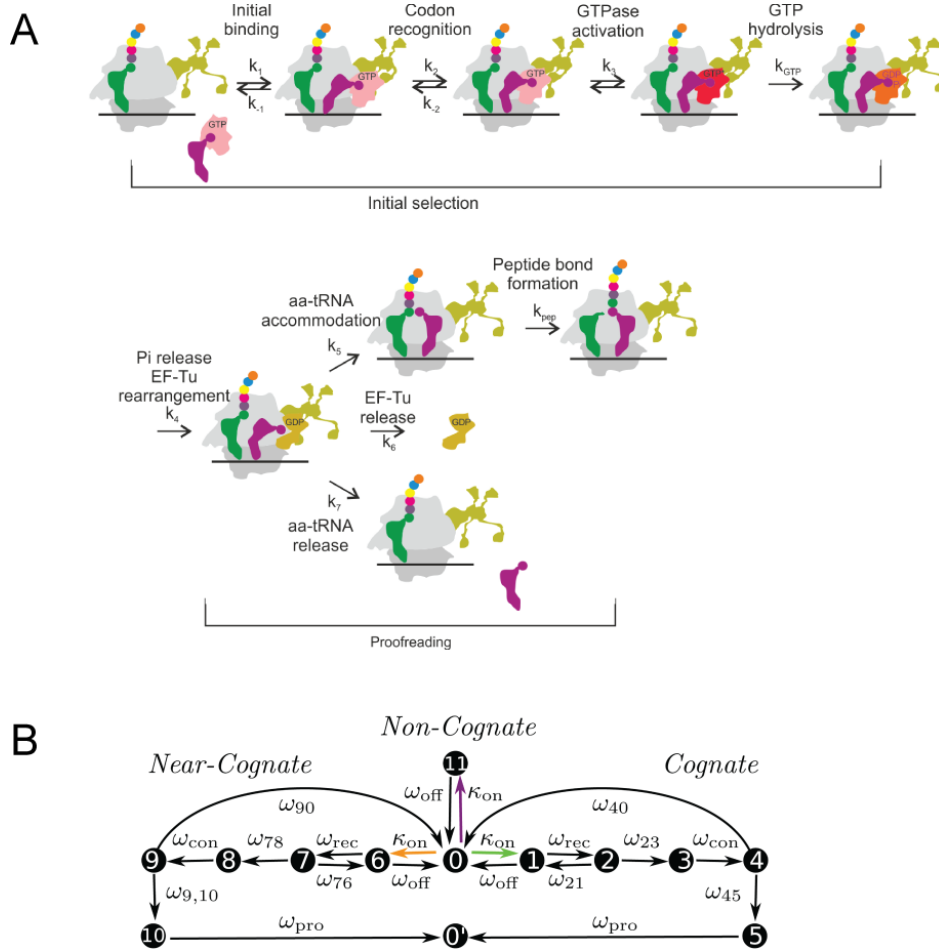 A
Initial binding
Codon recognition
GTPase activation
GTP hydrolysis
k1
k-1
k2
k-2
k3
kGTP
GTP
GTP
GTP
GTP
GDP
Initial selection
Peptide bond formation
aa-tRNA accommodation
k5
kpep
Pi release
EF-Tu
rearrangement
k4
GDP
EF-Tu release
k6
k7
aa-tRNA release
Proofreading
B
Non-Cognate
Near-Cognate
Cognate
11
ω90
ωoff
κon
ω40
ωcon
ω78
ωrec
κon
κon
ωrec
ω23
ωcon
9
8
7
6
0
1
2
3
4
ω76
ωoff
ωoff
ω21
ω9,10
ω45
ωpro
ωpro
10
0'
5